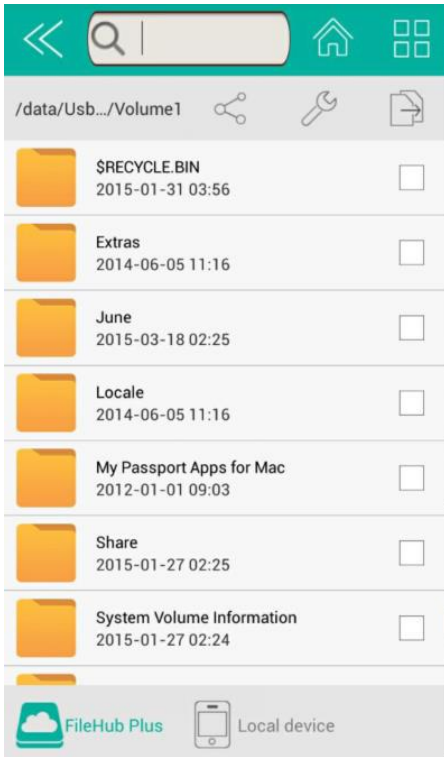 /data/Usb.../Volume1
$RECYCLE.BIN
2015-01-31 03:56
Extras
2014-06-05 11:16
June
2015-03-18 02:25
Locale
2014-06-05 11:16
My Passport Apps for Mac
2012-01-01 09:03
Share
2015-01-27 02:25
System Volume Information
2015-01-27 02:24
FileHub Plus
Local device